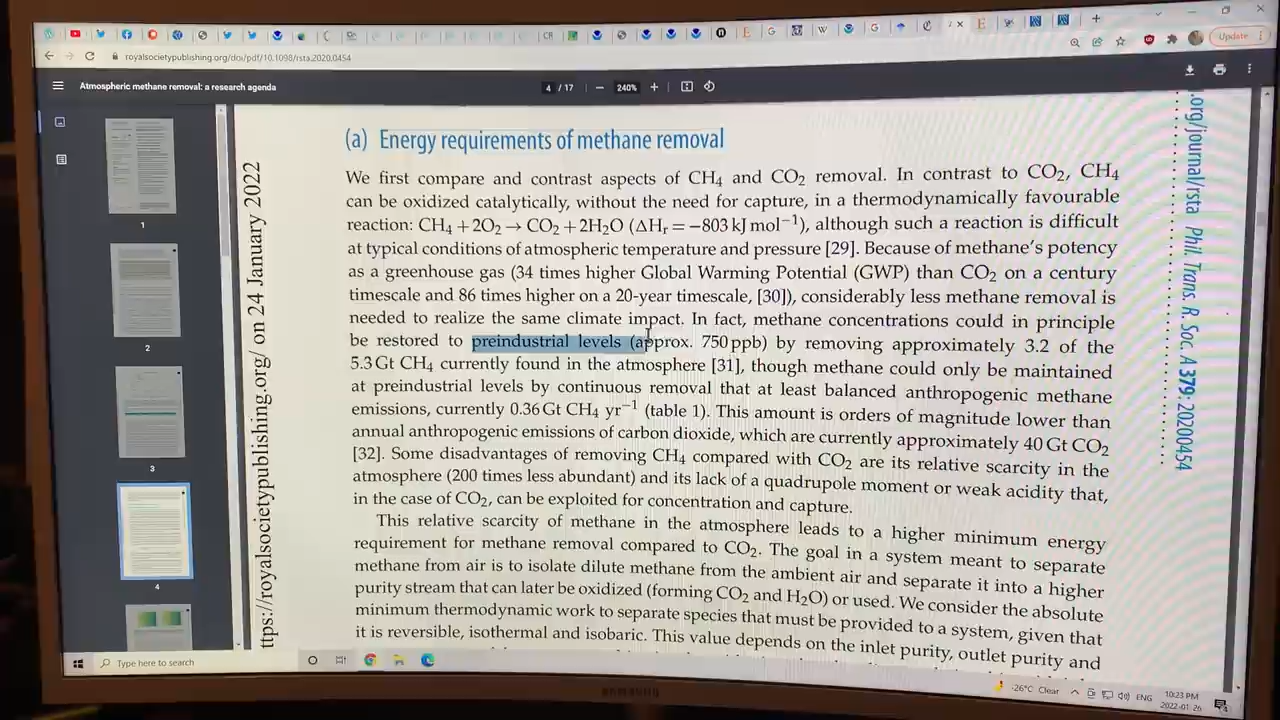 CR
G
W
G
E
Update
royalsocietypublishing.org/doi/pdf/10.1098/rsta.2020.0454
Atmospheric methane removal: a research agenda
4 / 17
240%
1
2
3
4
ttps://royalsocietypublishing.org/ on 24 January 2022
(a) Energy requirements of methane removal
We first compare and contrast aspects of CH4 and CO2 removal. In contrast to CO2, CH4
can be oxidized catalytically, without the need for capture, in a thermodynamically favourable
reaction: CH4 + 2O2 → CO2 + 2H2O (ΔHr = −803 kJ mol−1), although such a reaction is difficult
at typical conditions of atmospheric temperature and pressure [29]. Because of methane's potency
as a greenhouse gas (34 times higher Global Warming Potential (GWP) than CO2 on a century
timescale and 86 times higher on a 20-year timescale, [30]), considerably less methane removal is
needed to realize the same climate impact. In fact, methane concentrations could in principle
be restored to preindustrial levels (approx. 750 ppb) by removing approximately 3.2 of the
5.3 Gt CH4 currently found in the atmosphere [31], though methane could only be maintained
at preindustrial levels by continuous removal that at least balanced anthropogenic methane
emissions, currently 0.36 Gt CH4 yr−1 (table 1). This amount is orders of magnitude lower than
annual anthropogenic emissions of carbon dioxide, which are currently approximately 40 Gt CO2
[32]. Some disadvantages of removing CH4 compared with CO2 are its relative scarcity in the
atmosphere (200 times less abundant) and its lack of a quadrupole moment or weak acidity that,
in the case of CO2, can be exploited for concentration and capture.
This relative scarcity of methane in the atmosphere leads to a higher minimum energy
requirement for methane removal compared to CO2. The goal in a system meant to separate
methane from air is to isolate dilute methane from the ambient air and separate it into a higher
purity stream that can later be oxidized (forming CO2 and H2O) or used. We consider the absolute
minimum thermodynamic work to separate species that must be provided to a system, given that
it is reversible, isothermal and isobaric. This value depends on the inlet purity, outlet purity and
.org/journal/rsta Phil. Trans. R. Soc. A 379: 20200454
Type here to search
-26°C Clear
ENG
10:23 PM
2022-01-26
SAMSUNG